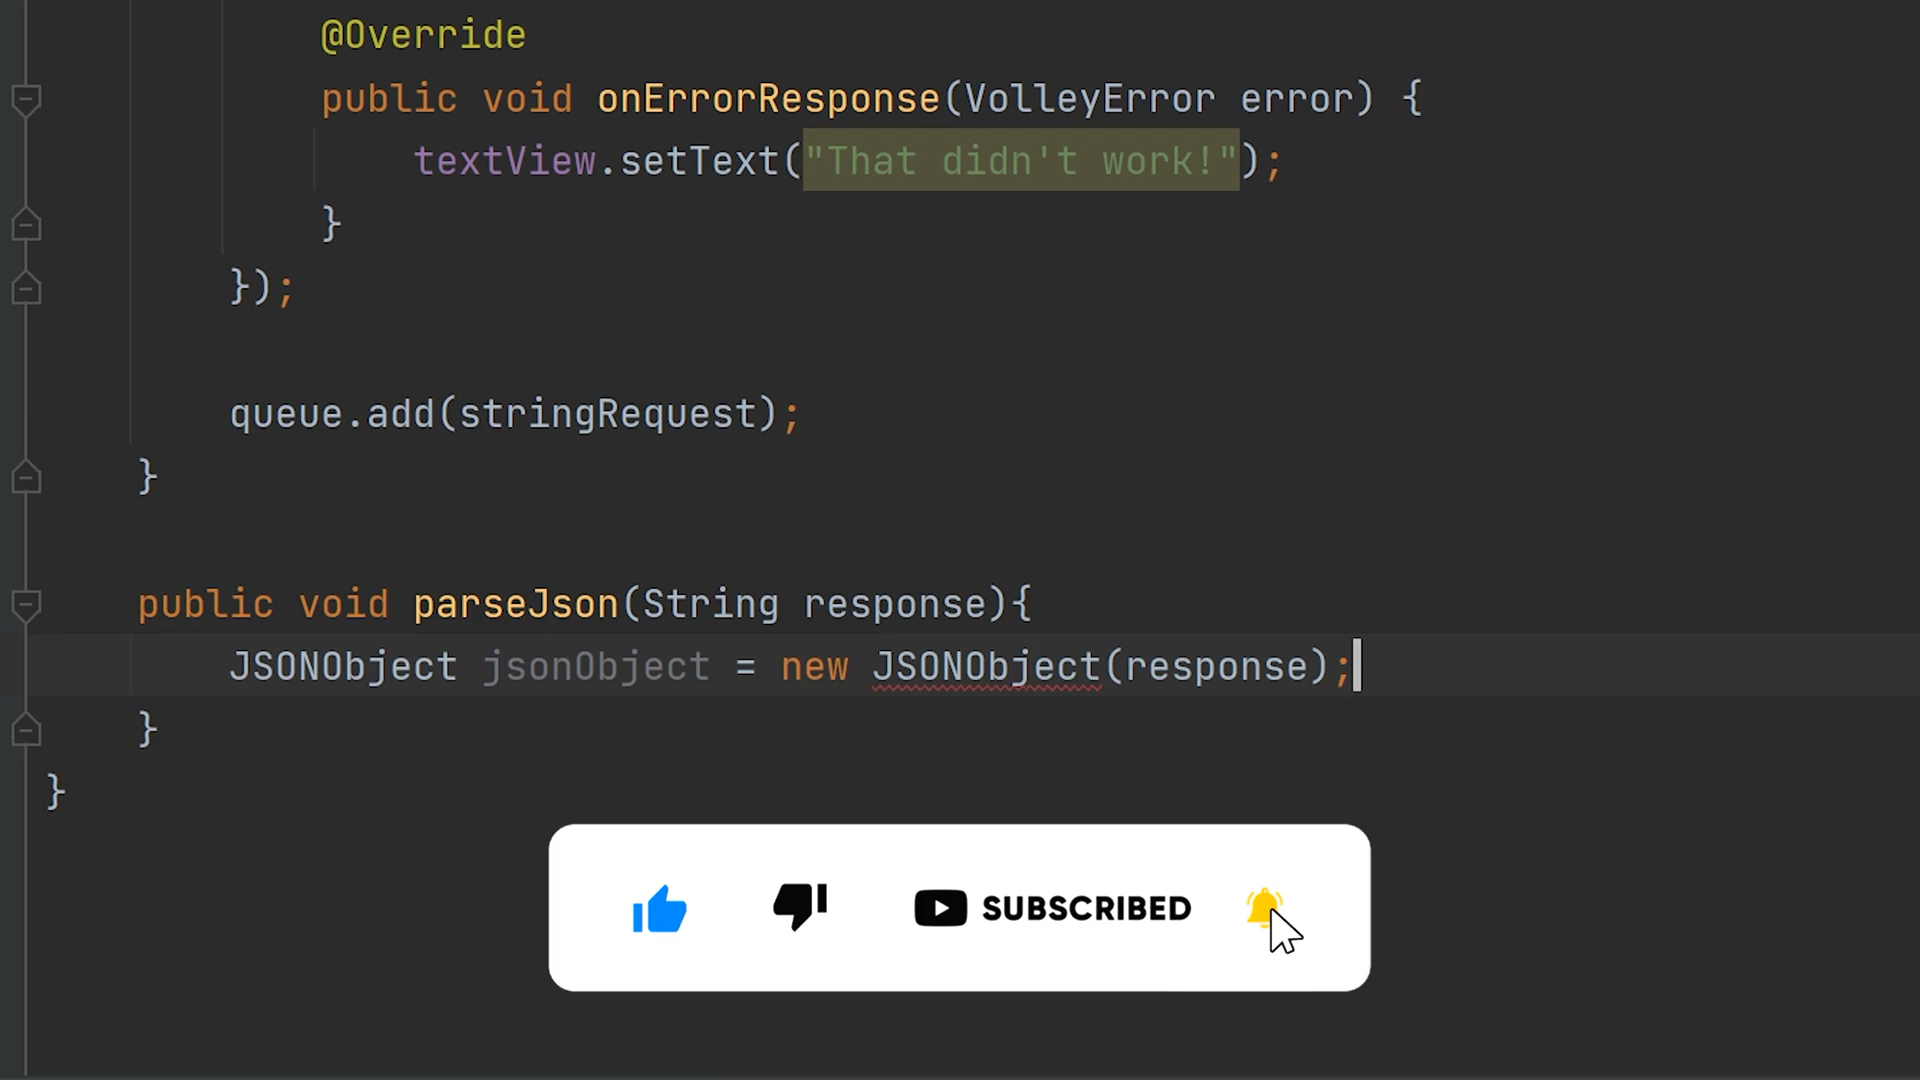 @Override
public void onErrorResponse(VolleyError error) {
textView.setText("That didn't work!");
}
});
queue.add(stringRequest);
}
public void parseJson(String response){
JSONObject jsonObject = new JSONObject(response);
}
}
SUBSCRIBED